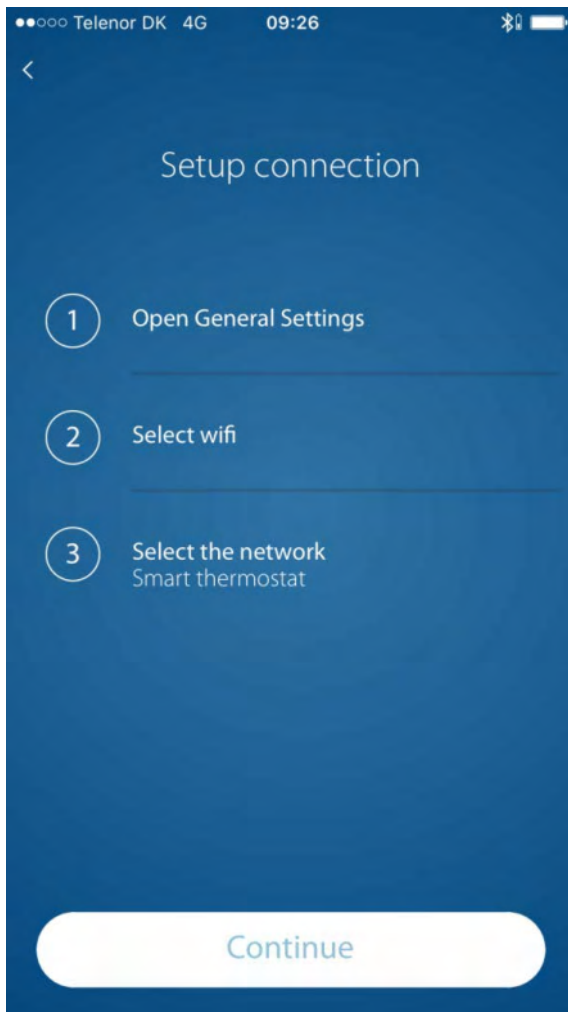 Telenor DK 4G 09:26
Setup connection
1 Open General Settings
2 Select wifi
3 Select the network
Smart thermostat
Continue